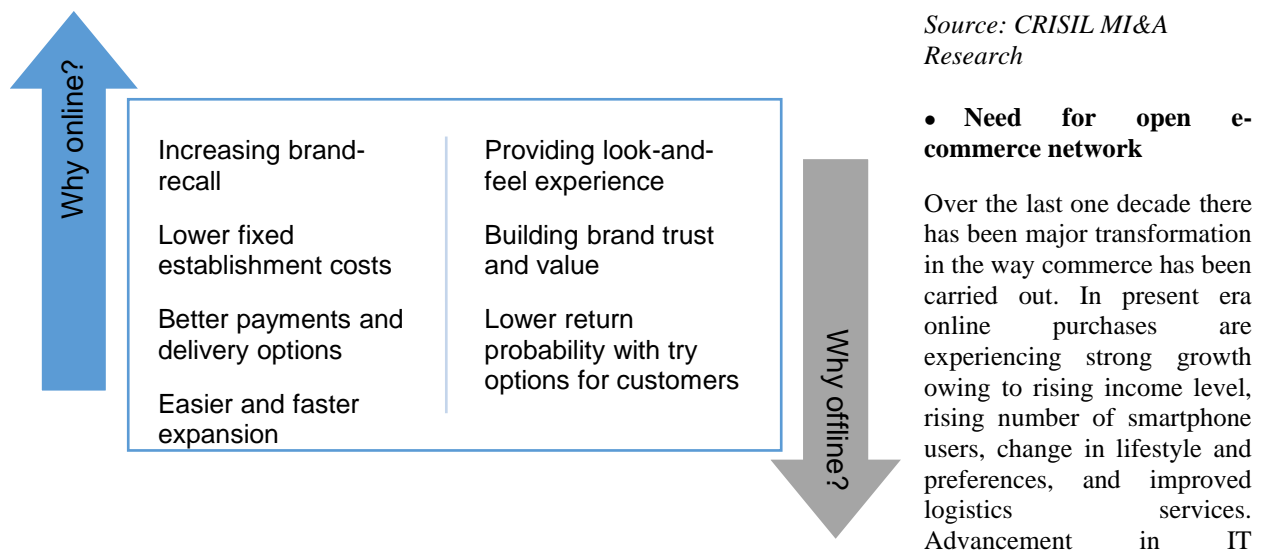 Why online?
Increasing brand-
recall
Lower fixed
establishment costs
Better payments and
delivery options
Easier and faster
expansion
Providing look-and-
feel experience
Building brand trust
and value
Lower return
probability with try
options for customers
Why offline?
Source: CRISIL MI&A
Research
● Need for open e-
commerce network
Over the last one decade there
has been major transformation
in the way commerce has been
carried out. In present era
online purchases are
experiencing strong growth
owing to rising income level,
rising number of smartphone
users, change in lifestyle and
preferences, and improved
logistics services.
Advancement in IT